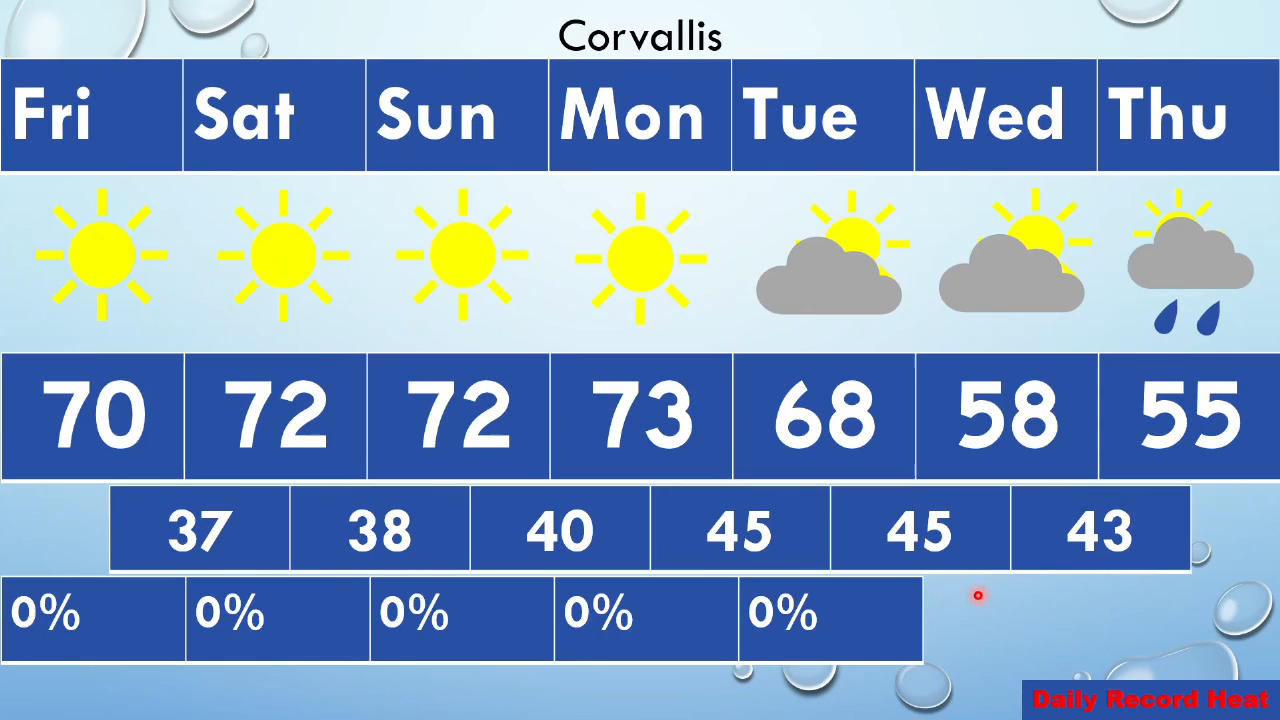 Corvallis
Fri Sat Sun Mon Tue Wed Thu
70 72 72 73 68 58 55
37 38 40 45 45 43
0% 0% 0% 0% 0%
Daily Record Heat